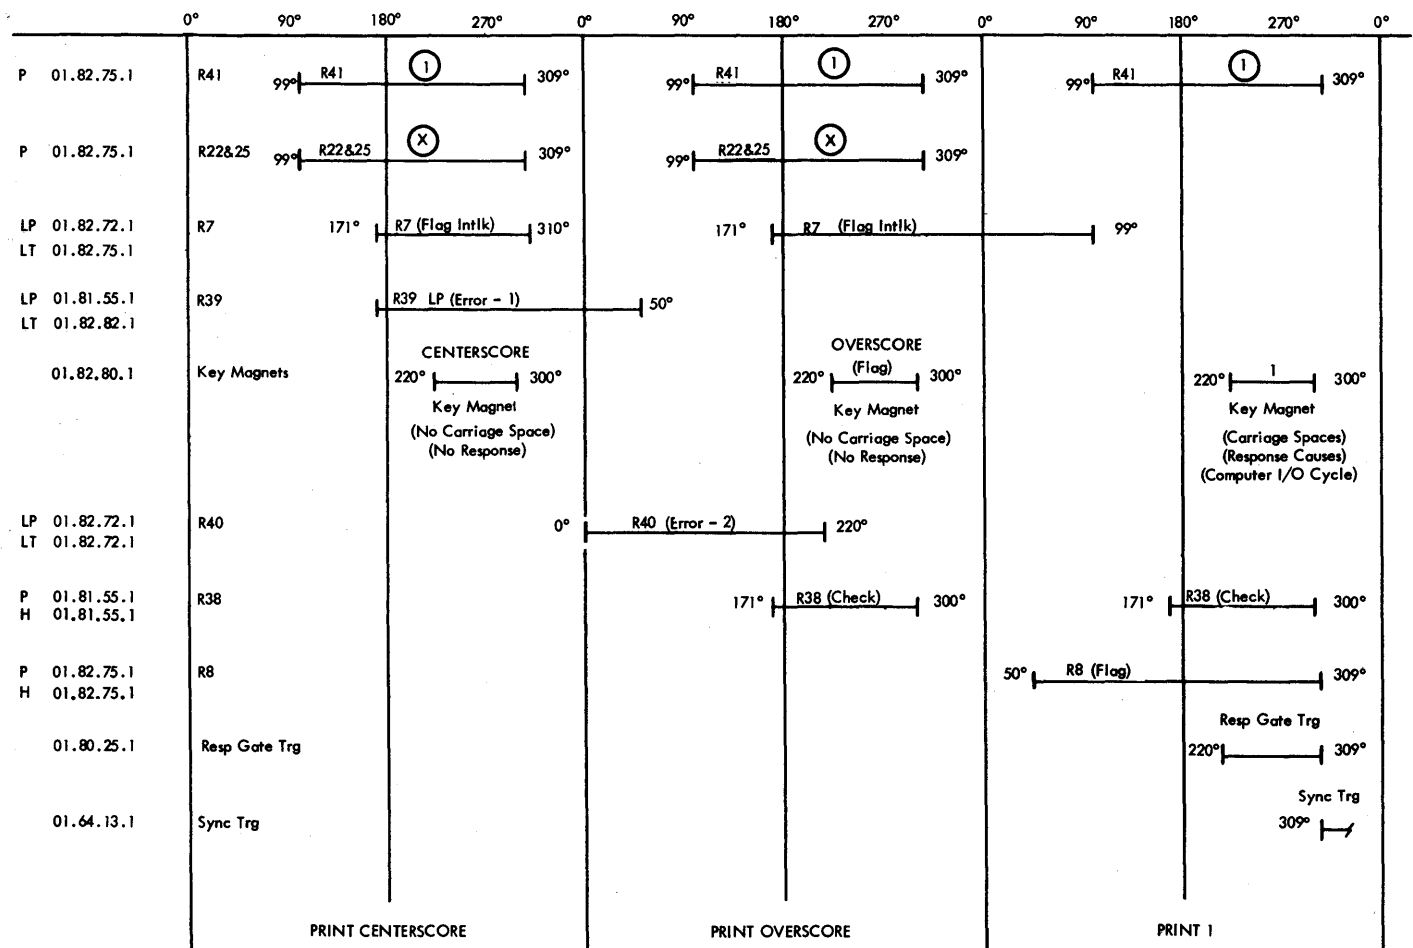 0° 90° 180° 270° 0° 90° 180° 270° 0° 90° 180° 270° 0°
P 01.82.75.1 R41 99° R41 1 309° 99° R41 1 309° 99° R41 1 309°
P 01.82.75.1 R22&25 99° R22&25 X 309° 99° R22&25 X 309°
LP 01.82.72.1 R7 171° R7 (Flag Intlk) 310° 171° R7 (Flag Intlk) 99°
LT 01.82.75.1
LP 01.81.55.1 R39 R39 LP (Error - 1) 50°
LT 01.82.82.1
CENTERSCORE OVERSCORE
(Flag)
01.82.80.1 Key Magnets 220° 300° 220° 300° 220° 1 300°
Key Magnet Key Magnet Key Magnet
(No Carriage Space) (No Carriage Space) (Carriage Spaces)
(No Response) (No Response) (Response Causes)
(Computer I/O Cycle)
LP 01.82.72.1 R40 0° R40 (Error - 2) 220°
LT 01.82.72.1
P 01.81.55.1 R38 171° R38 (Check) 300° 171° R38 (Check) 300°
H 01.81.55.1
P 01.82.75.1 R8 50° R8 (Flag) 309°
H 01.82.75.1
Resp Gate Trg
01.80.25.1 Resp Gate Trg 220° 309°
Sync Trg
01.64.13.1 Sync Trg 309°
PRINT CENTERSCORE PRINT OVERSCORE PRINT 1